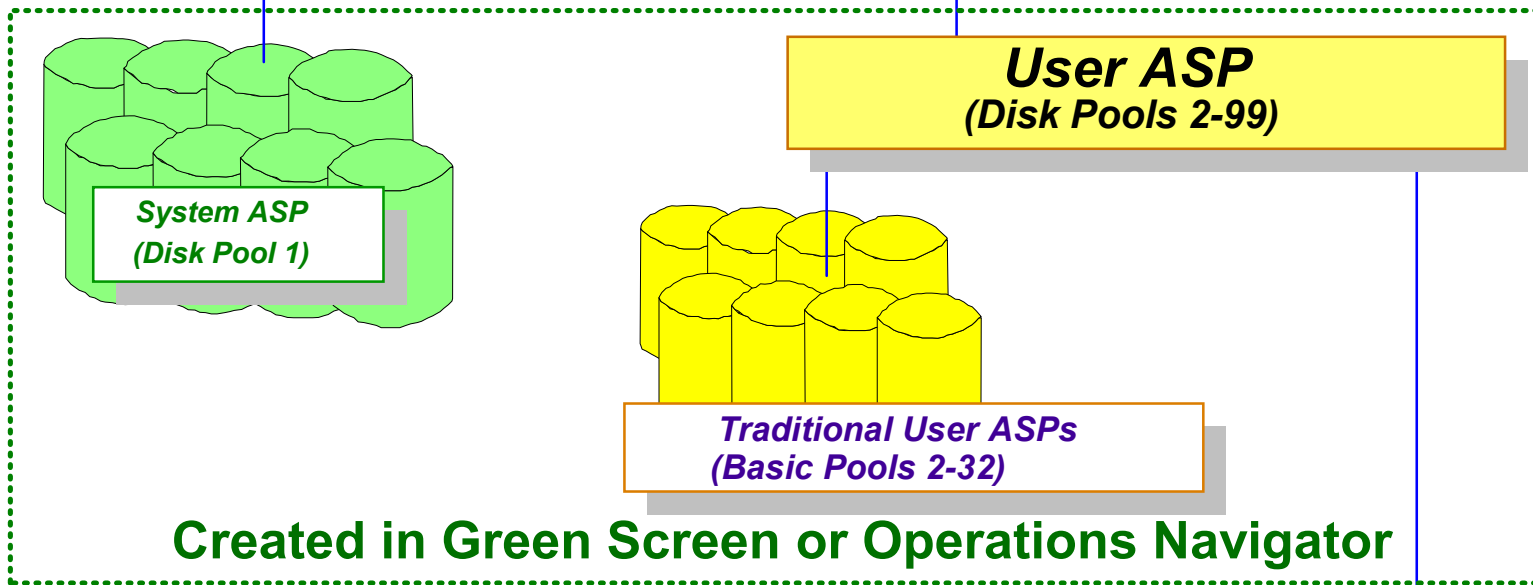 User ASP
(Disk Pools 2-99)
System ASP
(Disk Pool 1)
Traditional User ASPs
(Basic Pools 2-32)
Created in Green Screen or Operations Navigator